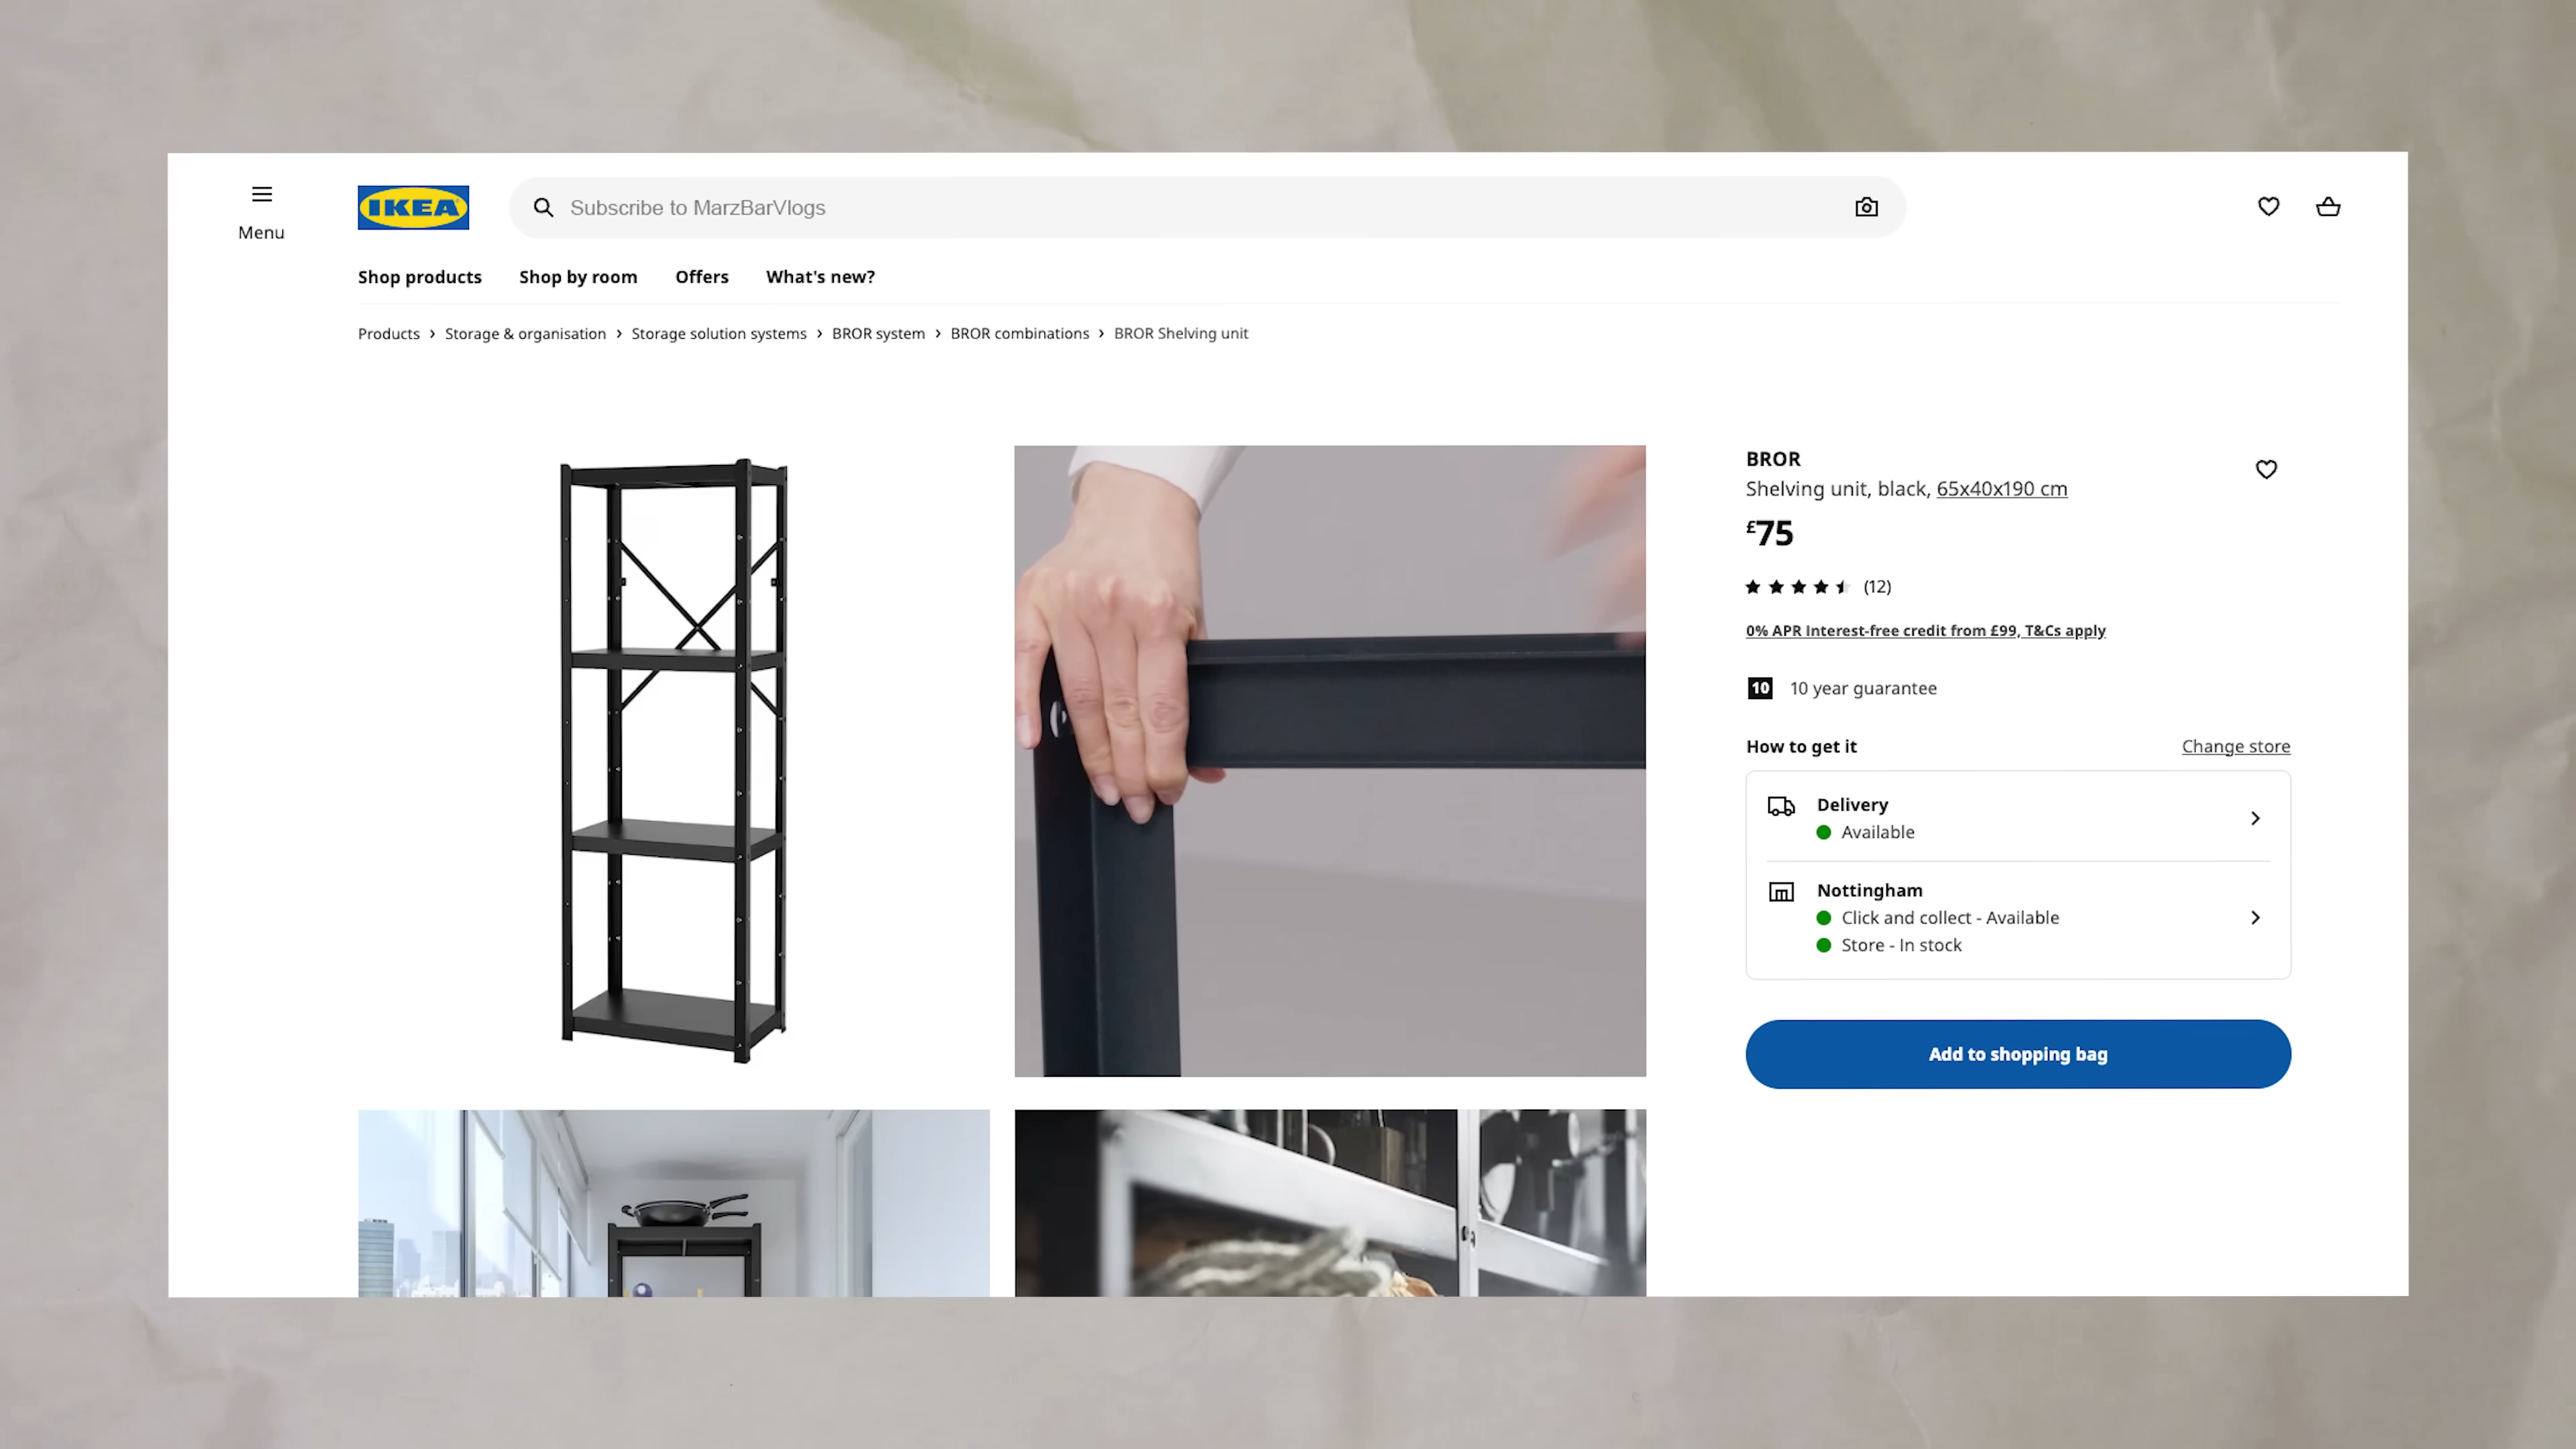 Menu
IKEA
Subscribe to MarzBarVlogs
Shop products Shop by room Offers What's new?
Products > Storage & organisation > Storage solution systems > BROR system > BROR combinations > BROR Shelving unit
BROR
Shelving unit, black, 65x40x190 cm
£75
(12)
0% APR Interest-free credit from £99, T&Cs apply
10 10 year guarantee
How to get it Change store
Delivery
Available
Nottingham
Click and collect - Available
Store - In stock
Add to shopping bag